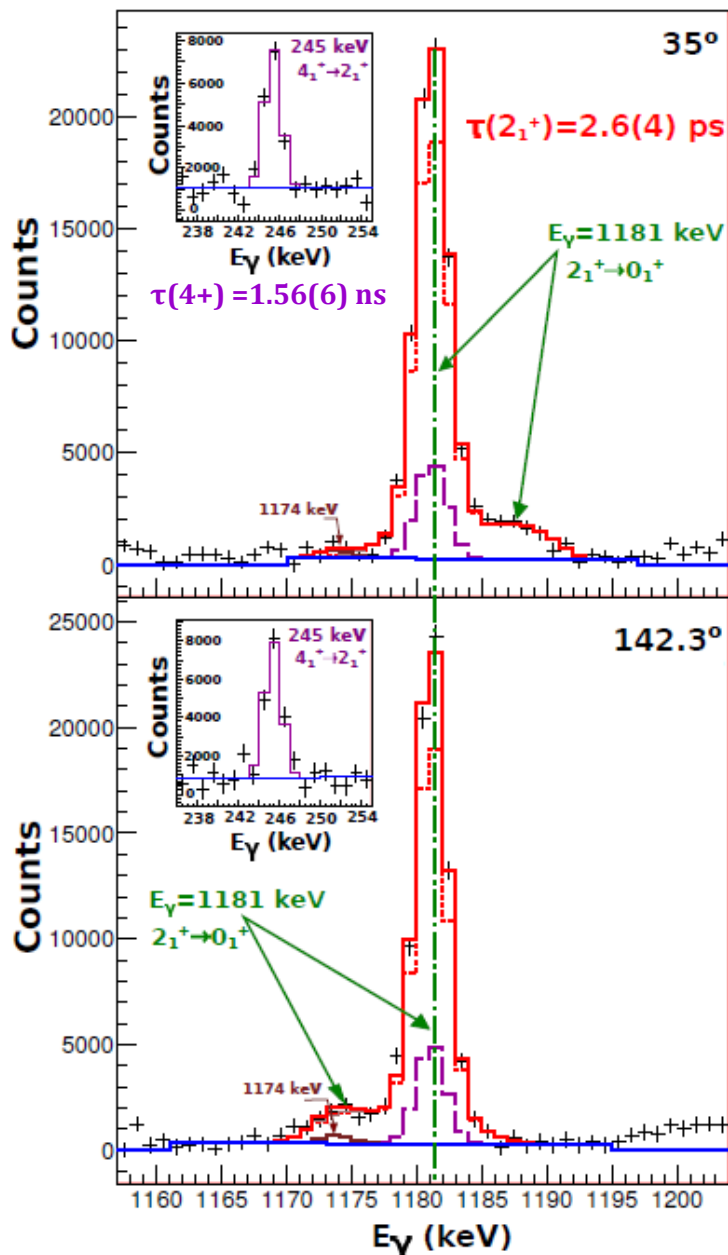 35°
τ(2₁⁺)=2.6(4) ps
Eγ=1181 keV
2₁⁺→0₁⁺
245 keV
4₁⁺→2₁⁺
8000
6000
4000
2000
0
Counts
238 242 246 250 254
Eγ (keV)
τ(4+) =1.56(6) ns
1174 keV
20000
15000
10000
5000
0
Counts
142.3°
245 keV
4₁⁺→2₁⁺
8000
6000
4000
2000
0
Counts
238 242 246 250 254
Eγ (keV)
Eγ=1181 keV
2₁⁺→0₁⁺
1174 keV
25000
20000
15000
10000
5000
0
Counts
1160 1165 1170 1175 1180 1185 1190 1195 1200
Eγ (keV)